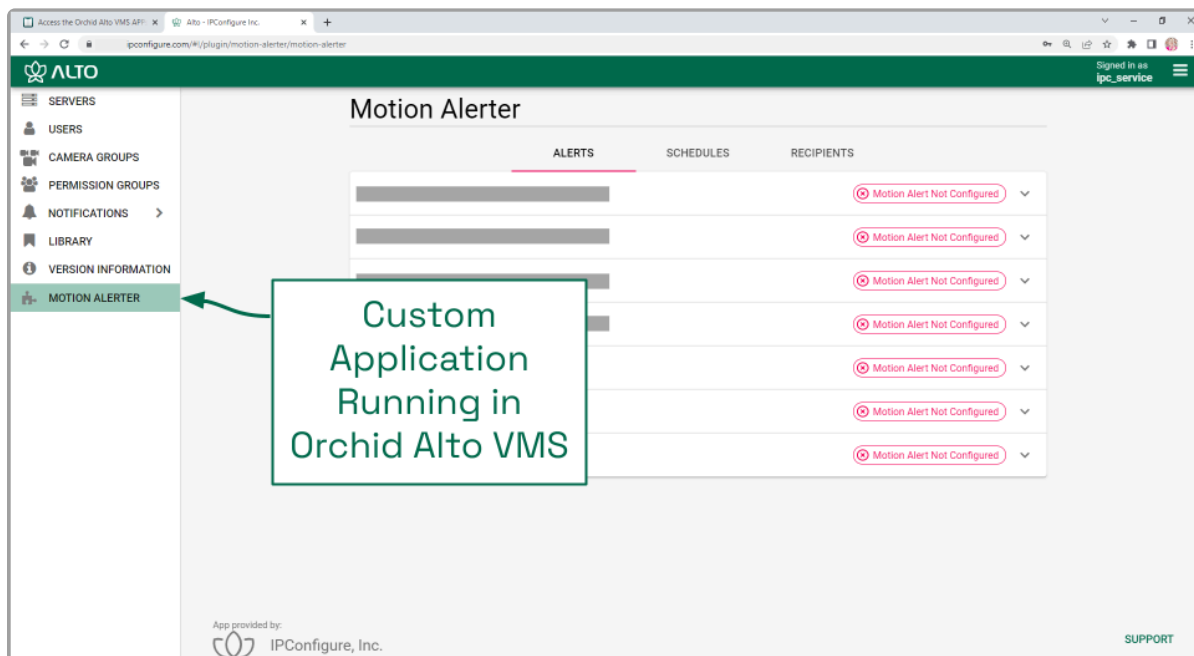 Access the Orchid Alto VMS API
Alto - IPConfigure Inc.
ipconfigure.com/#!/plugin/motion-alerter/motion-alerter
ALTO
Signed in as
ipc_service
SERVERS
USERS
CAMERA GROUPS
PERMISSION GROUPS
NOTIFICATIONS
LIBRARY
VERSION INFORMATION
MOTION ALERTER
Motion Alerter
ALERTS SCHEDULES RECIPIENTS
Motion Alert Not Configured
Motion Alert Not Configured
Motion Alert Not Configured
Motion Alert Not Configured
Motion Alert Not Configured
Motion Alert Not Configured
Motion Alert Not Configured
Custom
Application
Running in
Orchid Alto VMS
App provided by:
IPConfigure, Inc.
SUPPORT